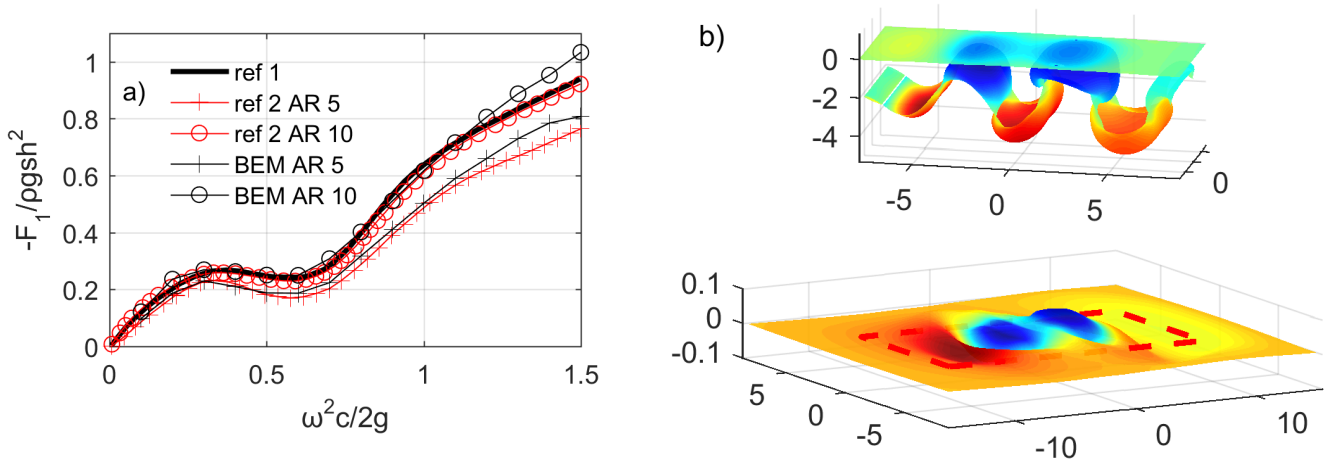 a)
-F₁/ρgsh²
1
0.8
0.6
0.4
0.2
0
0 0.5 1 1.5
ω²c/2g
ref 1
ref 2 AR 5
ref 2 AR 10
BEM AR 5
BEM AR 10
b)
0
-2
-4
-5 0 5
0
0.1
0
-0.1
5 0 -5
-10 0 10